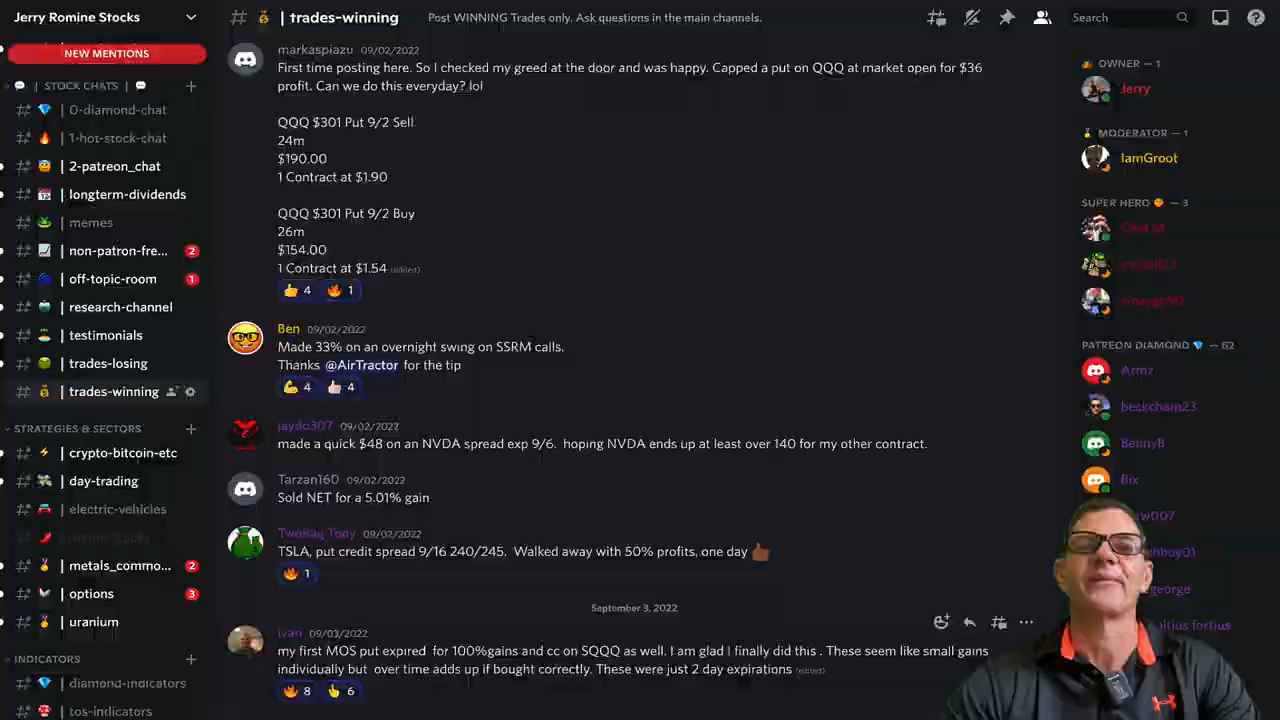 Jerry Romine Stocks
NEW MENTIONS
STOCK CHATS
0-diamond-chat
1-hot-stock-chat
2-patreon_chat
longterm-dividends
memes
non-patron-fre... 2
off-topic-room 1
research-channel
testimonials
trades-losing
trades-winning
STRATEGIES & SECTORS
crypto-bitcoin-etc
day-trading
electric-vehicles
metals_commo... 2
options 3
uranium
INDICATORS
diamond-indicators
tos-indicators
| trades-winning Post WINNING Trades only. Ask questions in the main channels.
Search
markaspiazu 09/02/2022
First time posting here. So I checked my greed at the door and was happy. Capped a put on QQQ at market open for $36
profit. Can we do this everyday? lol
QQQ $301 Put 9/2 Sell
24m
$190.00
1 Contract at $1.90
QQQ $301 Put 9/2 Buy
26m
$154.00
1 Contract at $1.54 (edited)
4 1
Ben 09/02/2022
Made 33% on an overnight swing on SSRM calls.
Thanks @AirTractor for the tip
4 4
jaydo307 09/02/2022
made a quick $48 on an NVDA spread exp 9/6. hoping NVDA ends up at least over 140 for my other contract.
Tarzan160 09/02/2022
Sold NET for a 5.01% gain
TwoBag Tony 09/02/2022
TSLA, put credit spread 9/16 240/245. Walked away with 50% profits, one day
1
September 3, 2022
ivan 09/03/2022
my first MOS put expired for 100%gains and cc on SQQQ as well. I am glad I finally did this . These seem like small gains
individually but over time adds up if bought correctly. These were just 2 day expirations (edited)
8 6
OWNER — 1
Jerry
MODERATOR — 1
IamGroot
SUPER HERO — 3
PATREON DIAMOND — 62
Armz
beckcham23
BennyB
Bix